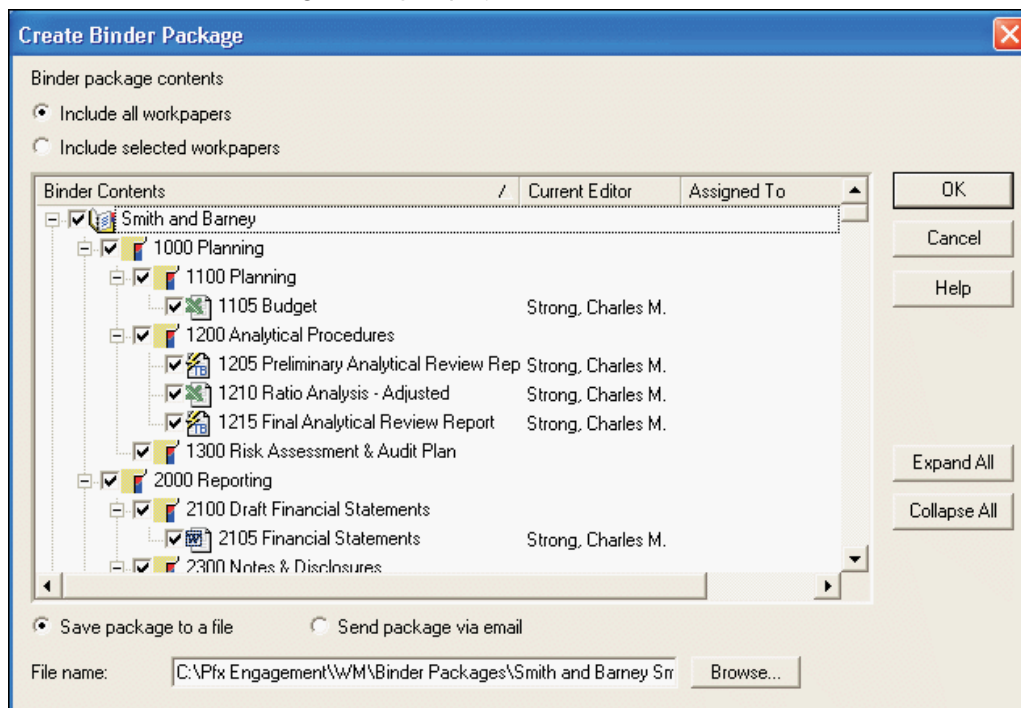 Create Binder Package
Binder package contents
Include all workpapers
Include selected workpapers
Binder Contents / Current Editor Assigned To
Smith and Barney
1000 Planning
1100 Planning
1105 Budget Strong, Charles M.
1200 Analytical Procedures
1205 Preliminary Analytical Review Rep Strong, Charles M.
1210 Ratio Analysis - Adjusted Strong, Charles M.
1215 Final Analytical Review Report Strong, Charles M.
1300 Risk Assessment & Audit Plan
2000 Reporting
2100 Draft Financial Statements
2105 Financial Statements Strong, Charles M.
2300 Notes & Disclosures
OK
Cancel
Help
Expand All
Collapse All
Save package to a file Send package via email
File name: C:\Pfx Engagement\WM\Binder Packages\Smith and Barney Sm Browse...